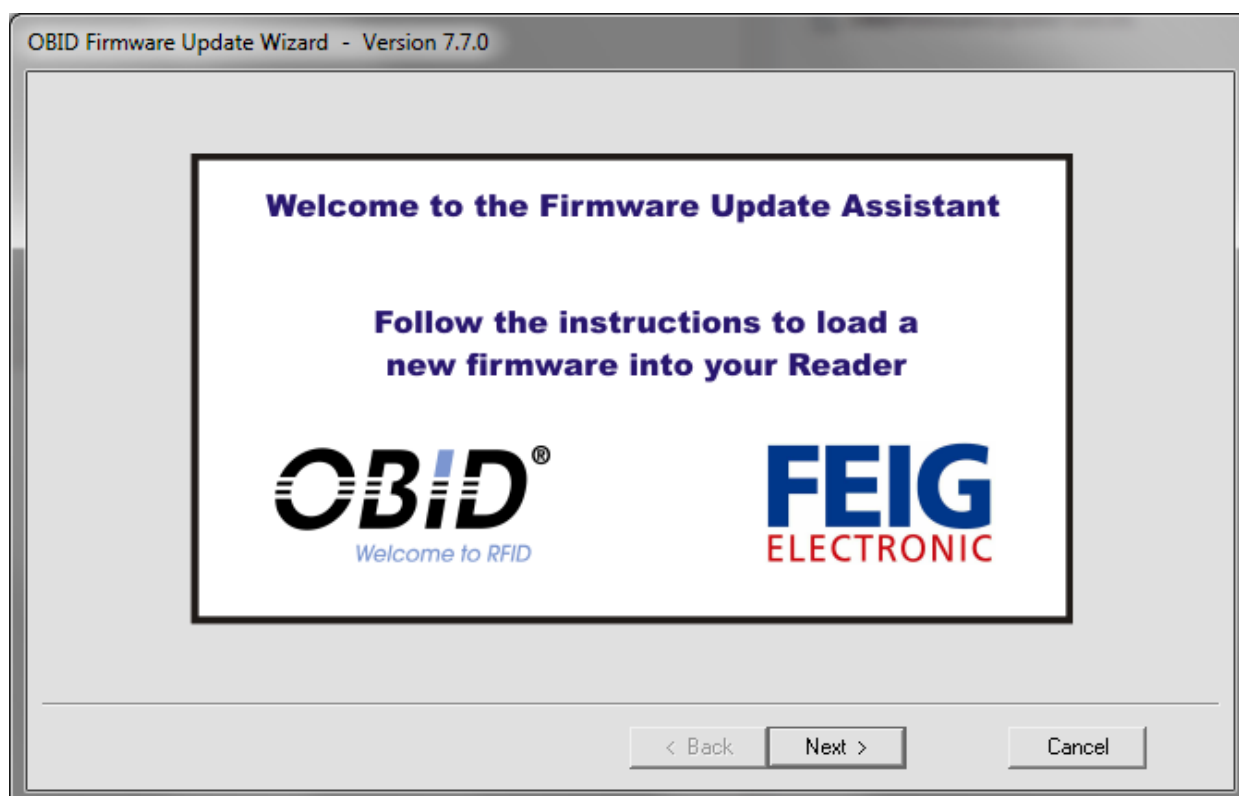 OBID Firmware Update Wizard - Version 7.7.0
Welcome to the Firmware Update Assistant
Follow the instructions to load a
new firmware into your Reader
OBiD®
Welcome to RFID
FEIG
ELECTRONIC
< Back
Next >
Cancel